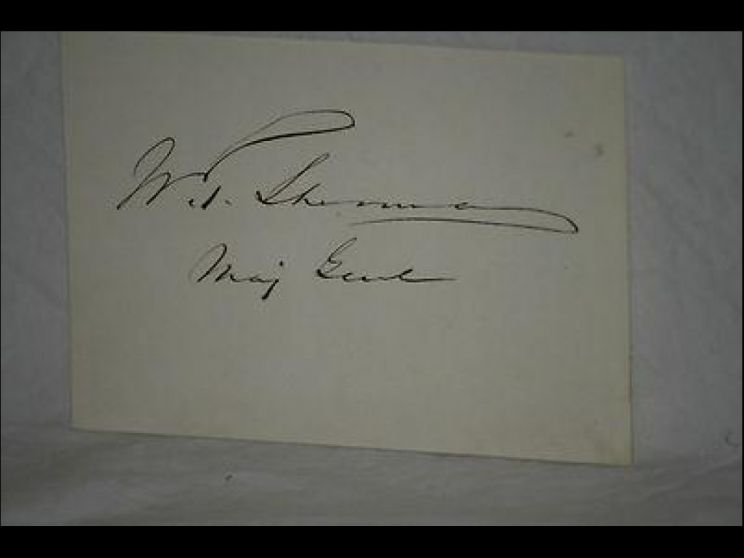 W. T. Sherman
Maj Genl